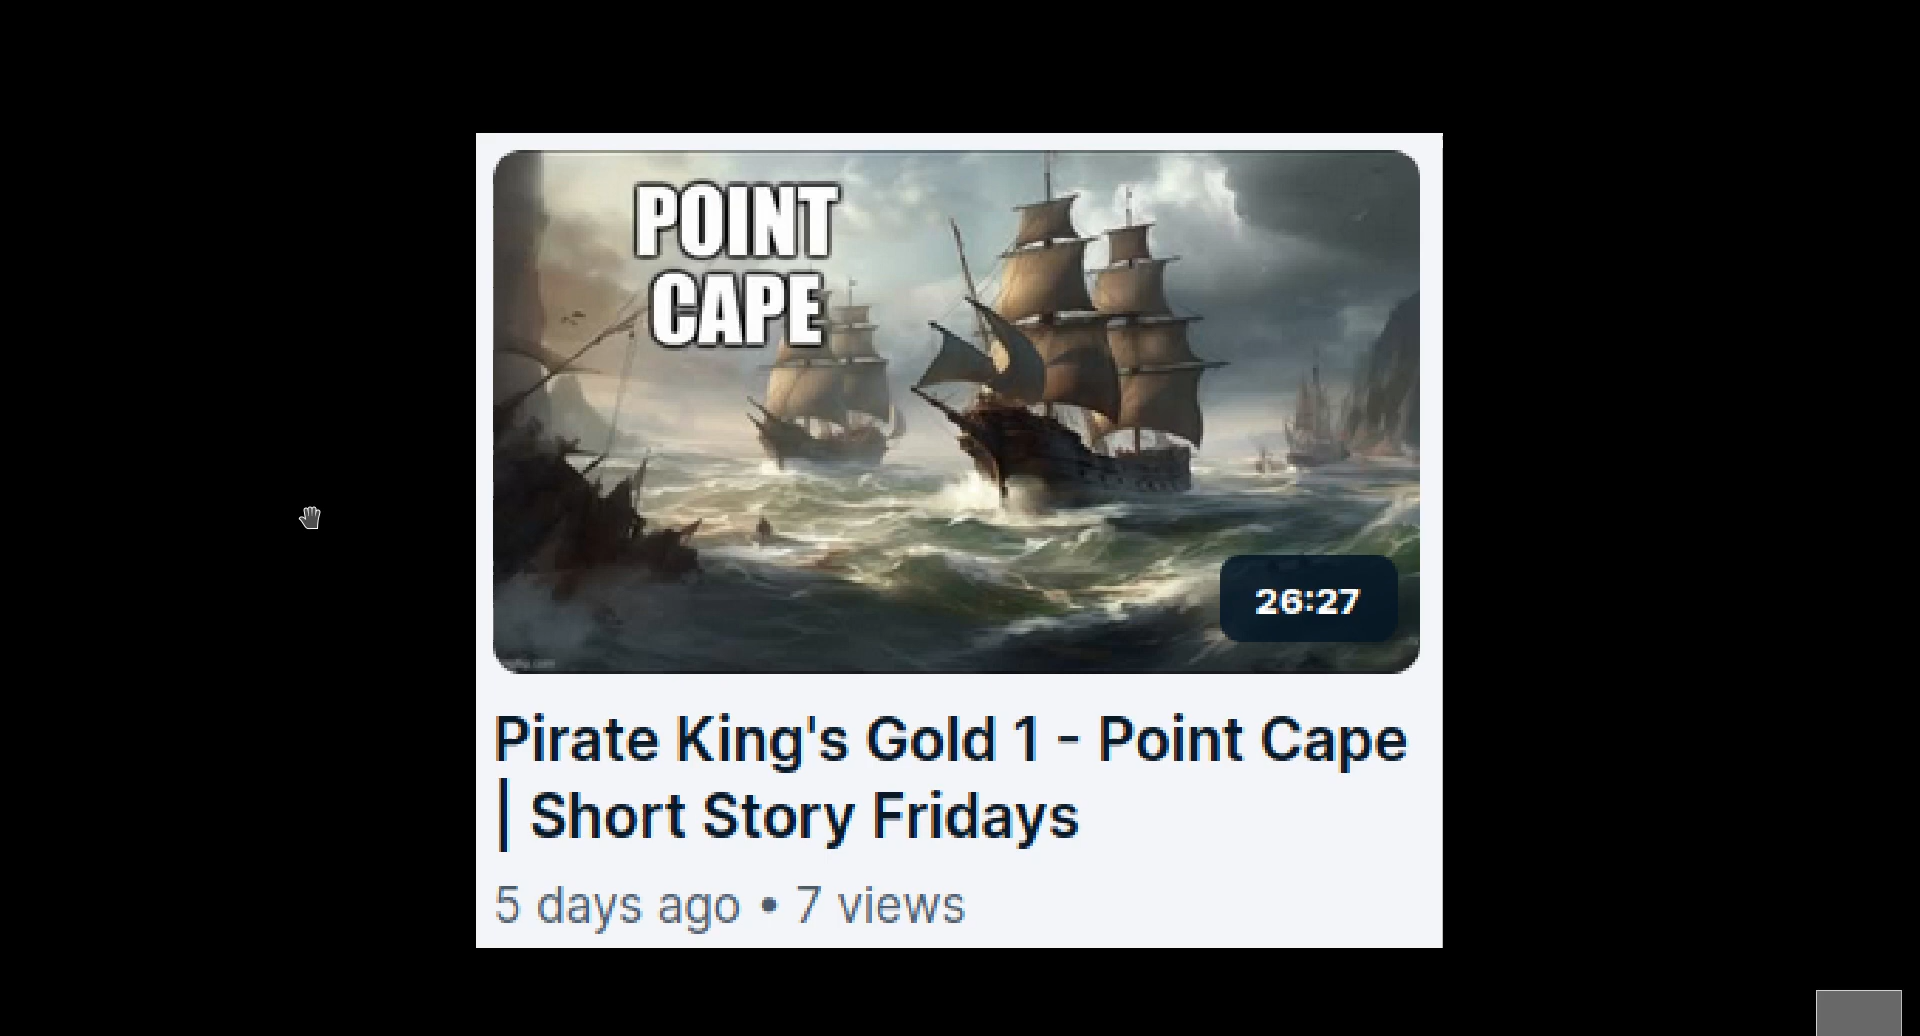 POINT
CAPE
26:27
Pirate King's Gold 1 - Point Cape
| Short Story Fridays
5 days ago • 7 views